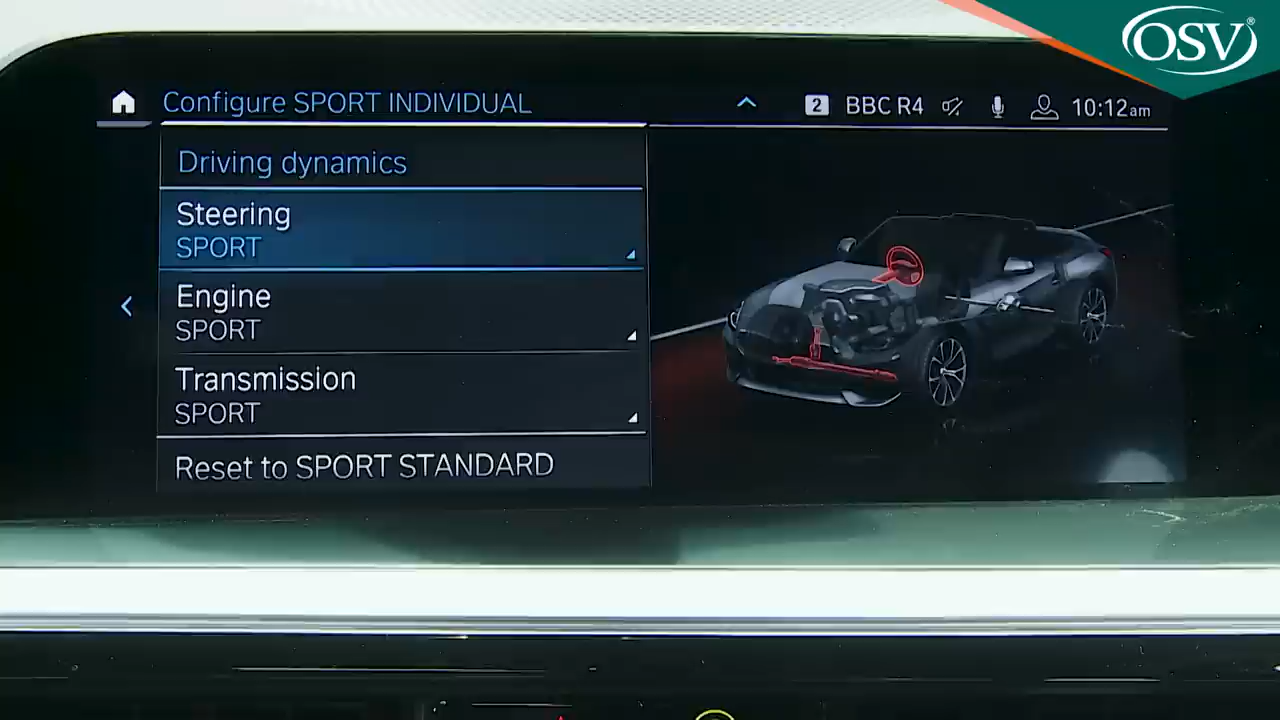 OSV®
Configure SPORT INDIVIDUAL
2 BBC R4 10:12am
Driving dynamics
Steering
SPORT
Engine
SPORT
Transmission
SPORT
Reset to SPORT STANDARD